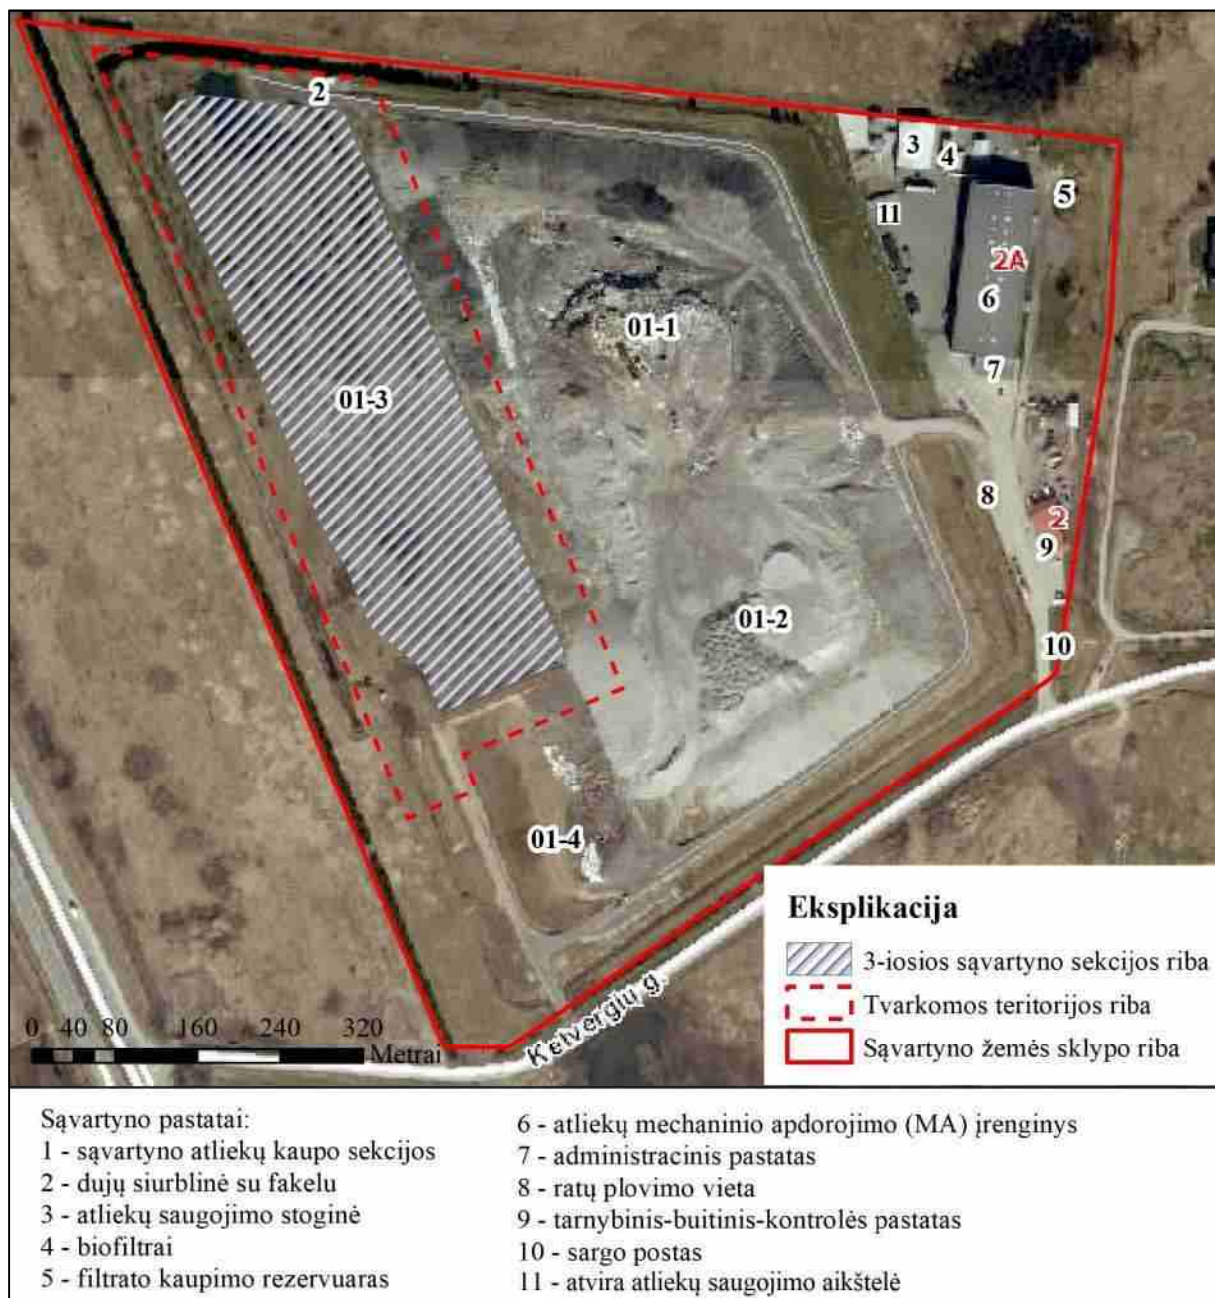 2
3
4
5
11
2A
6
01-1
7
01-3
8
2
9
01-2
10
01-4
Ketvergių g.
0 40 80 160 240 320
Metrai
Eksplikacija
3-iosios sąvartyno sekcijos riba
Tvarkomos teritorijos riba
Sąvartyno žemės sklypo riba
Sąvartyno pastatai:
1 - sąvartyno atliekų kaupo sekcijos
2 - dujų siurblinė su fakelu
3 - atliekų saugojimo stoginė
4 - biofiltrai
5 - filtrato kaupimo rezervuaras
6 - atliekų mechaninio apdorojimo (MA) įrenginys
7 - administracinis pastatas
8 - ratų plovimo vieta
9 - tarnybinis-buitinis-kontrolės pastatas
10 - sargo postas
11 - atvira atliekų saugojimo aikštelė